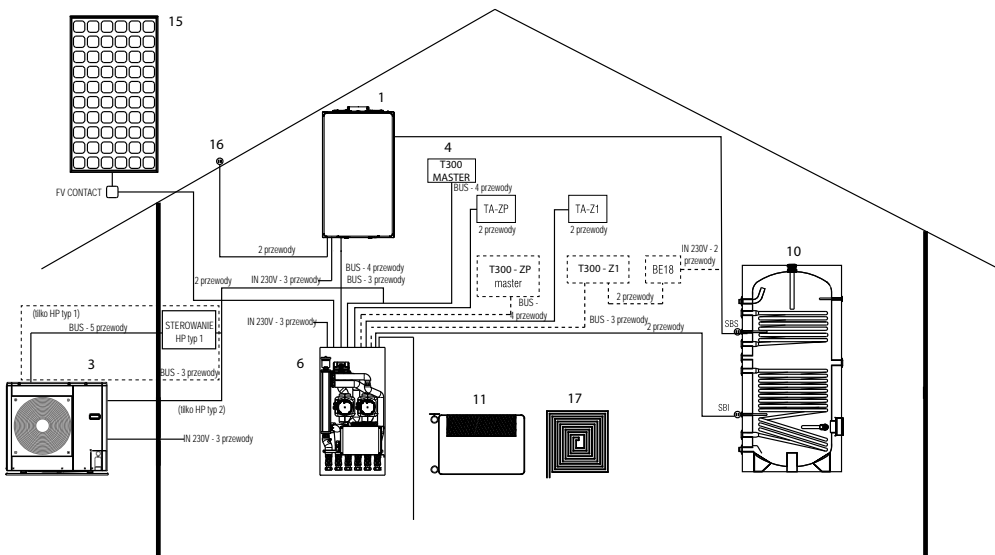 15
1
16
4
T300
MASTER
FV CONTACT
BUS - 4 przewody
TA-ZP
TA-Z1
2 przewody
2 przewody
2 przewody
IN 230V - 2
przewody
10
BUS - 4 przewody
BUS - 3 przewody
T300 - ZP
master
T300 - Z1
BE18
2 przewody
IN 230V - 3 przewody
2 przewody
BUS -
4 przewody
(tilko HP typ 1)
BUS - 5 przewody
STEROWANIE
HP typ 1
IN 230V - 3 przewody
BUS - 3 przewody
2 przewody
SBS
6
3
BUS - 3 przewody
(tilko HP typ 2)
11
17
SBI
IN 230V - 3 przewody